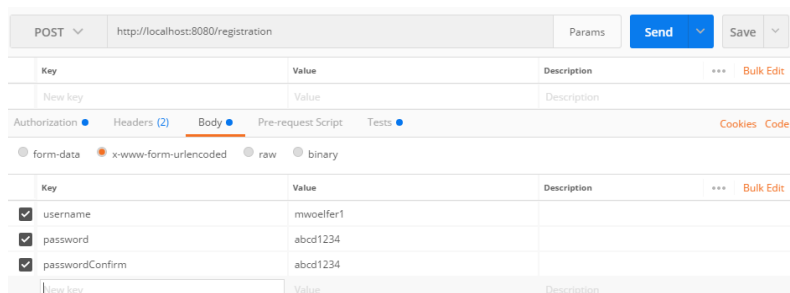 POST http://localhost:8080/registration Params Send Save
Key Value Description ••• Bulk Edit
New key Value Description
Authorization Headers (2) Body Pre-request Script Tests Cookies Code
form-data x-www-form-urlencoded raw binary
Key Value Description ••• Bulk Edit
username mwoelfer1
password abcd1234
passwordConfirm abcd1234
New key Value Description